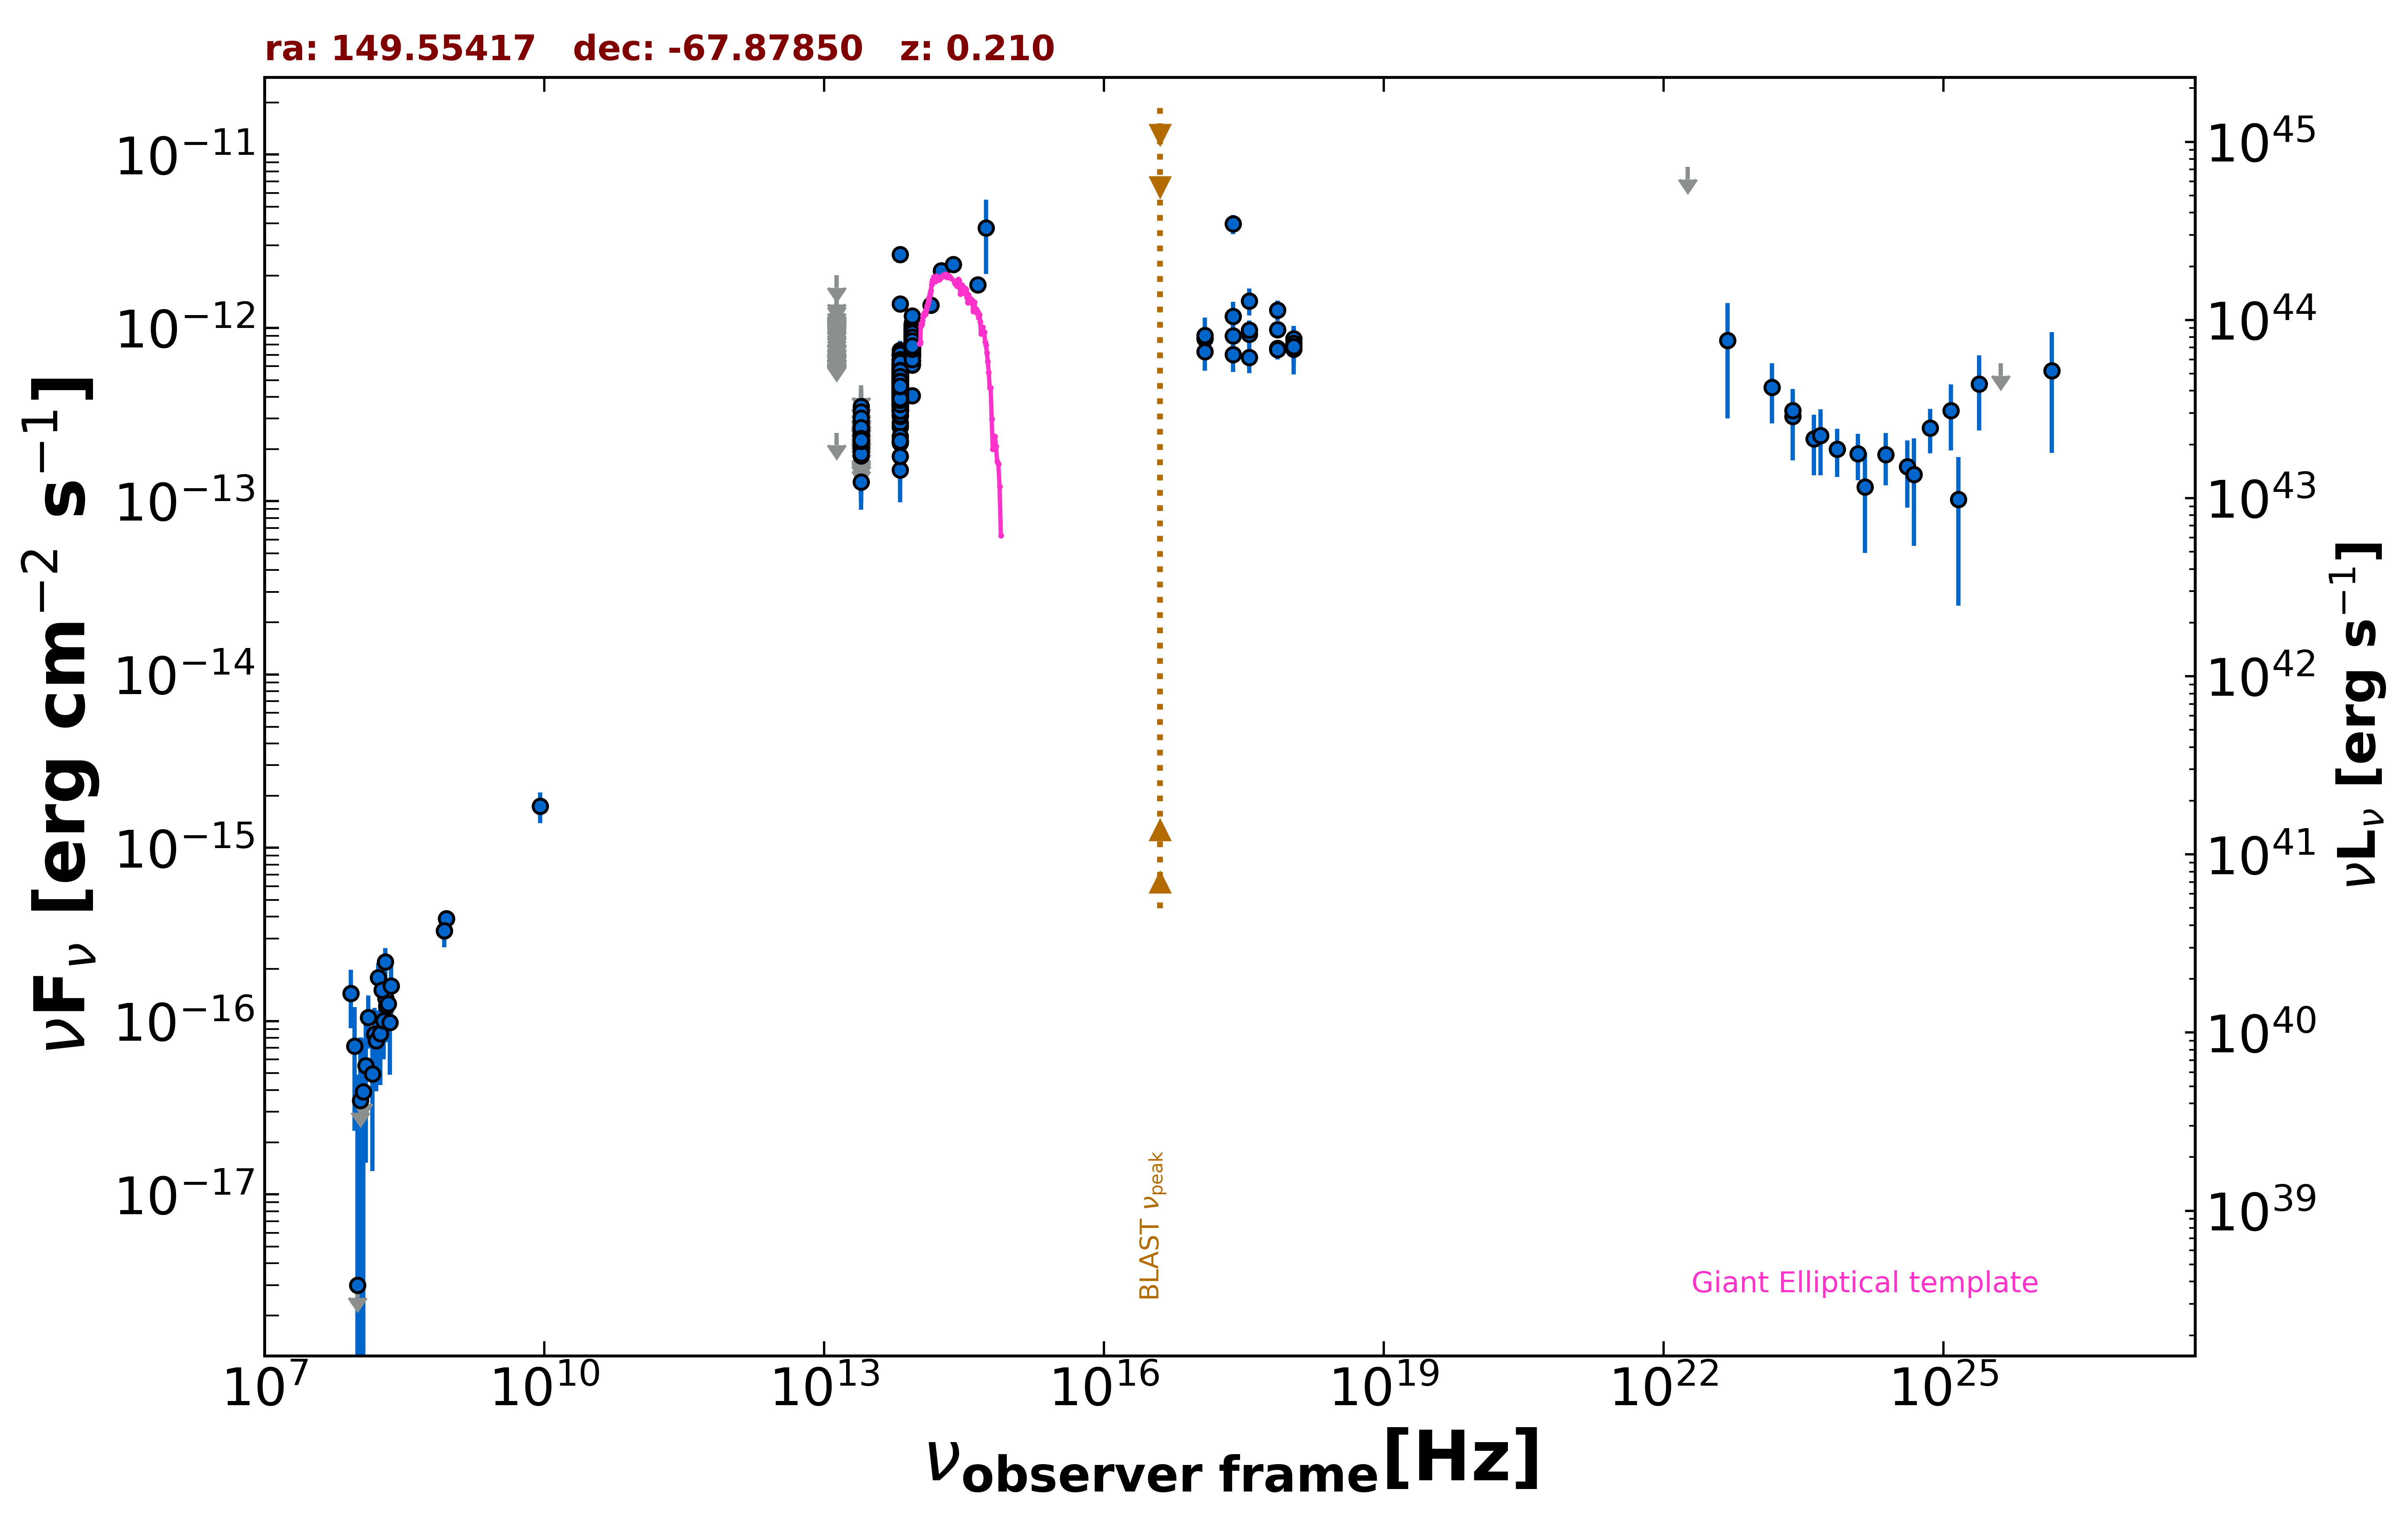 ra: 149.55417   dec: -67.87850   z: 0.210
νF_ν [erg cm^−2 s^−1]
10^−11
10^−12
10^−13
10^−14
10^−15
10^−16
10^−17
10^45
10^44
10^43
10^42
10^41
10^40
10^39
νL_ν [erg s^−1]
BLAST ν_peak
Giant Elliptical template
10^7 10^10 10^13 10^16 10^19 10^22 10^25
ν_observer frame [Hz]